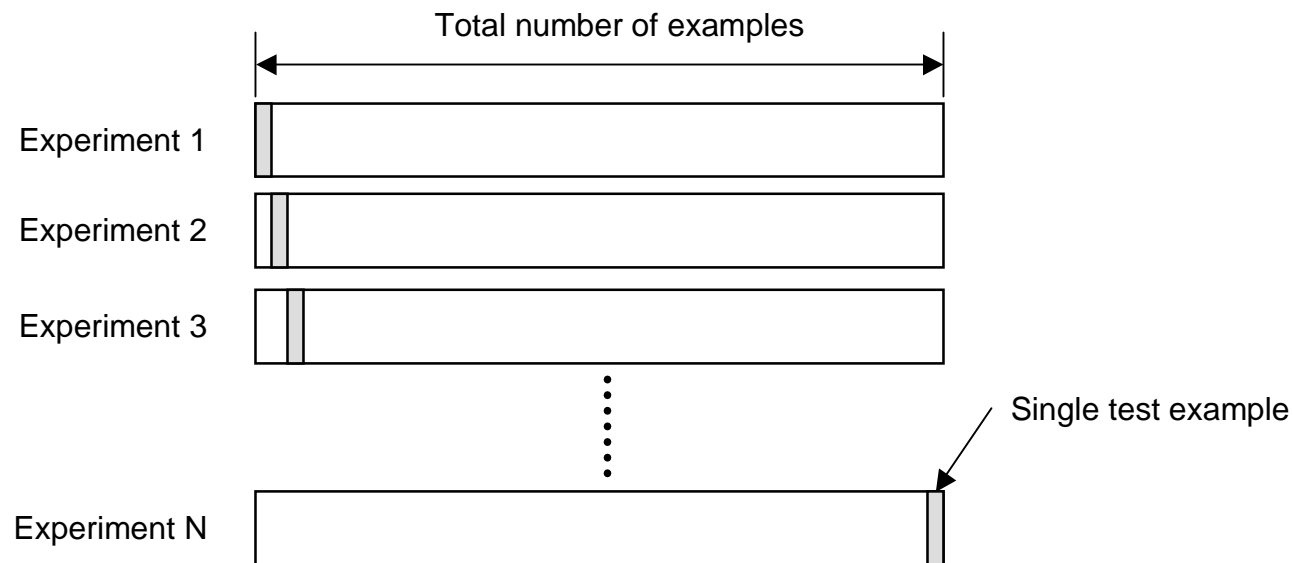 Total number of examples
Experiment 1
Experiment 2
Experiment 3
Single test example
Experiment N